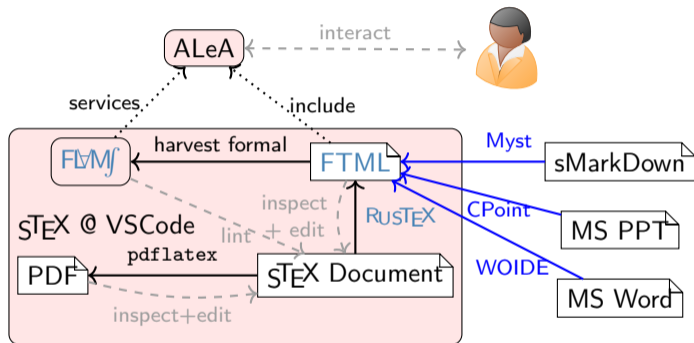 ALeA
interact
services
include
FL∀M∫
harvest formal
FTML
Myst
sMarkDown
inspect
+ edit
RUSTEX
CPoint
sTEX @ VSCode
lint
MS PPT
pdflatex
WOIDE
PDF
sTEX Document
MS Word
inspect+edit